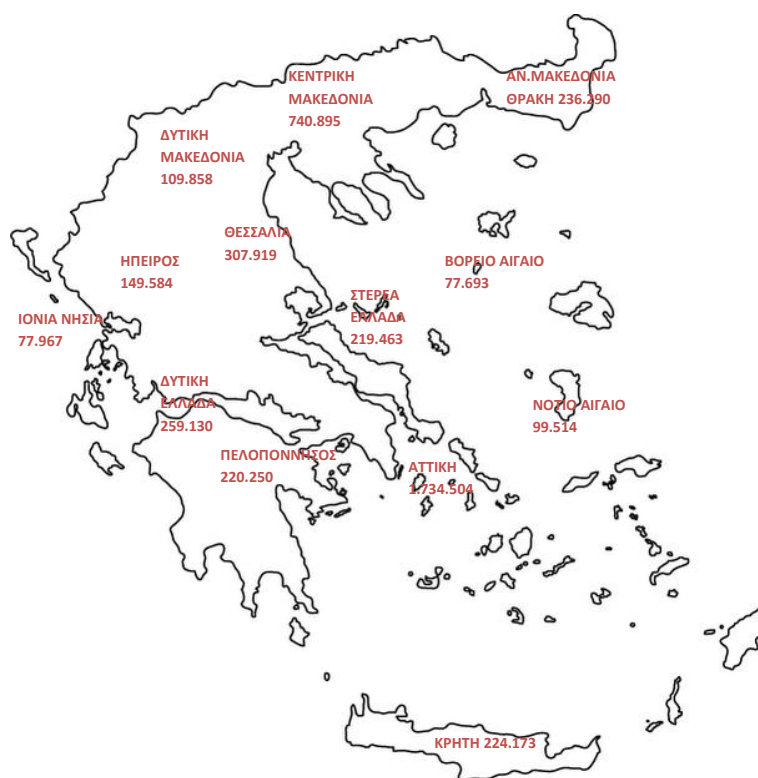 ΚΕΝΤΡΙΚΗ
ΜΑΚΕΔΟΝΙΑ
740.895
ΑΝ.ΜΑΚΕΔΟΝΙΑ
ΘΡΑΚΗ 236.290
ΔΥΤΙΚΗ
ΜΑΚΕΔΟΝΙΑ
109.858
ΘΕΣΣΑΛΙΑ
307.919
ΗΠΕΙΡΟΣ
149.584
ΒΟΡΕΙΟ ΑΙΓΑΙΟ
77.693
ΣΤΕΡΕΑ
ΕΛΛΑΔΑ
219.463
ΙΟΝΙΑ ΝΗΣΙΑ
77.967
ΔΥΤΙΚΗ
ΕΛΛΑΔΑ
259.130
ΝΟΤΙΟ ΑΙΓΑΙΟ
99.514
ΠΕΛΟΠΟΝΝΗΣΟΣ
220.250
ΑΤΤΙΚΗ
1.734.504
ΚΡΗΤΗ 224.173